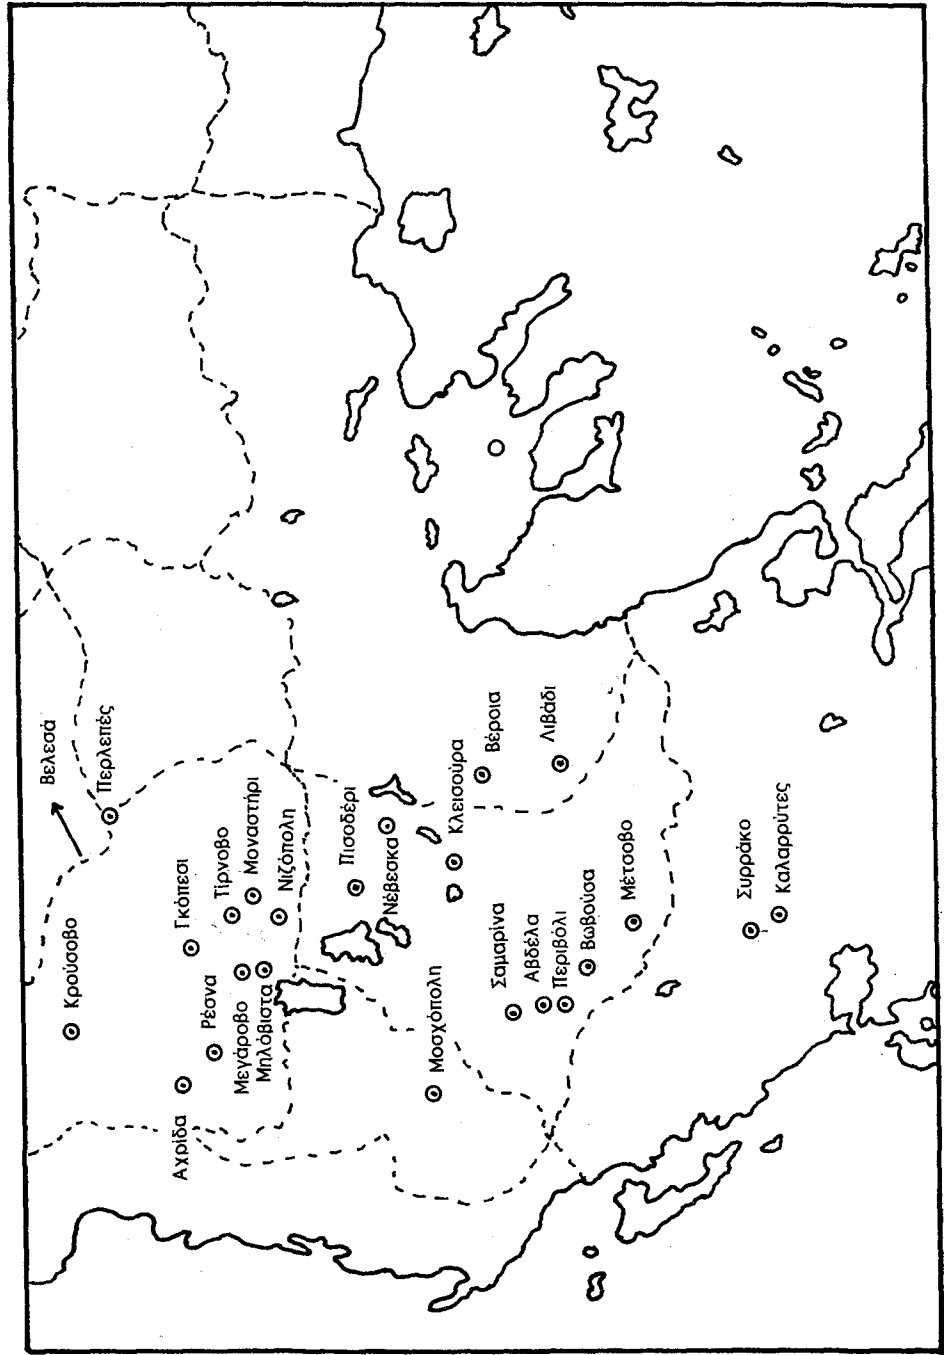 Βελεσά
Κρούσοβο
Περλεπές
Αχρίδα
Γκόπεσι
Ρέσνα
Τίρνοβο
Μεγάροβο
Μοναστήρι
Μηλόβιστα
Νιζόπολη
Πισοδέρι
Νέβεσκα
Μοσχόπολη
Κλεισούρα
Βέροια
Σαμαρίνα
Αβδέλα
Λιβάδι
Περιβόλι
Βωβούσα
Μέτσοβο
Συρράκο
Καλαρρύτες